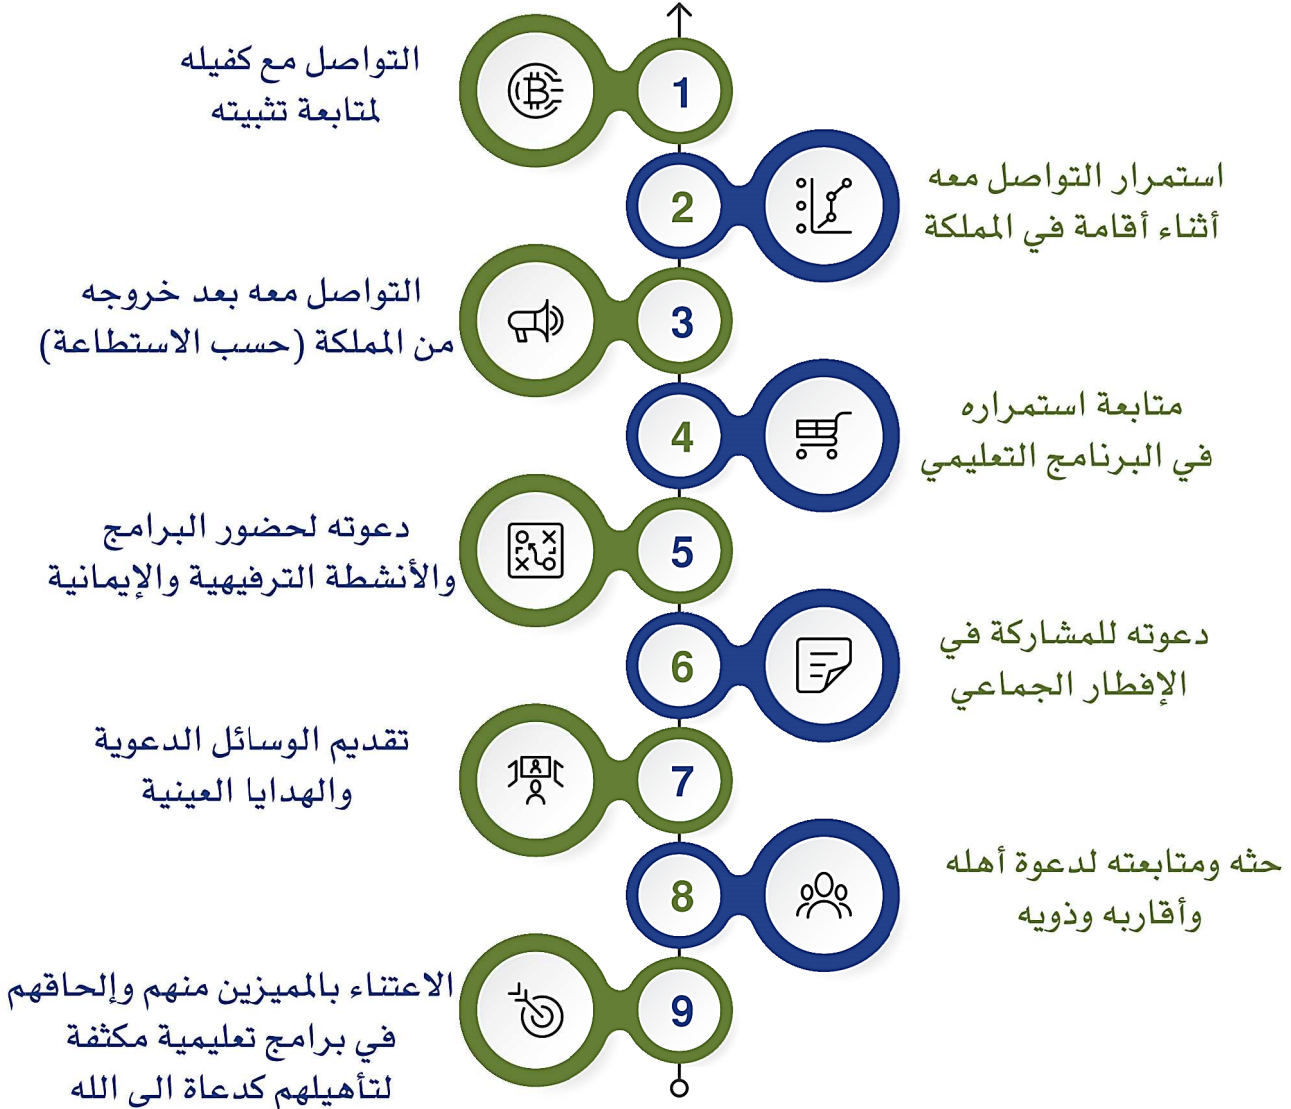 1
التواصل مع كفيله
لمتابعة تثبيته
2
استمرار التواصل معه
أثناء أقامة في المملكة
3
التواصل معه بعد خروجه
من المملكة (حسب الاستطاعة)
4
متابعة استمراره
في البرنامج التعليمي
5
دعوته لحضور البرامج
والأنشطة الترفيهية والإيمانية
6
دعوته للمشاركة في
الإفطار الجماعي
7
تقديم الوسائل الدعوية
والهدايا العينية
8
حثه ومتابعته لدعوة أهله
وأقاربه وذويه
9
الاعتناء بالمميزين منهم وإلحاقهم
في برامج تعليمية مكثفة
لتأهيلهم كدعاة الى الله